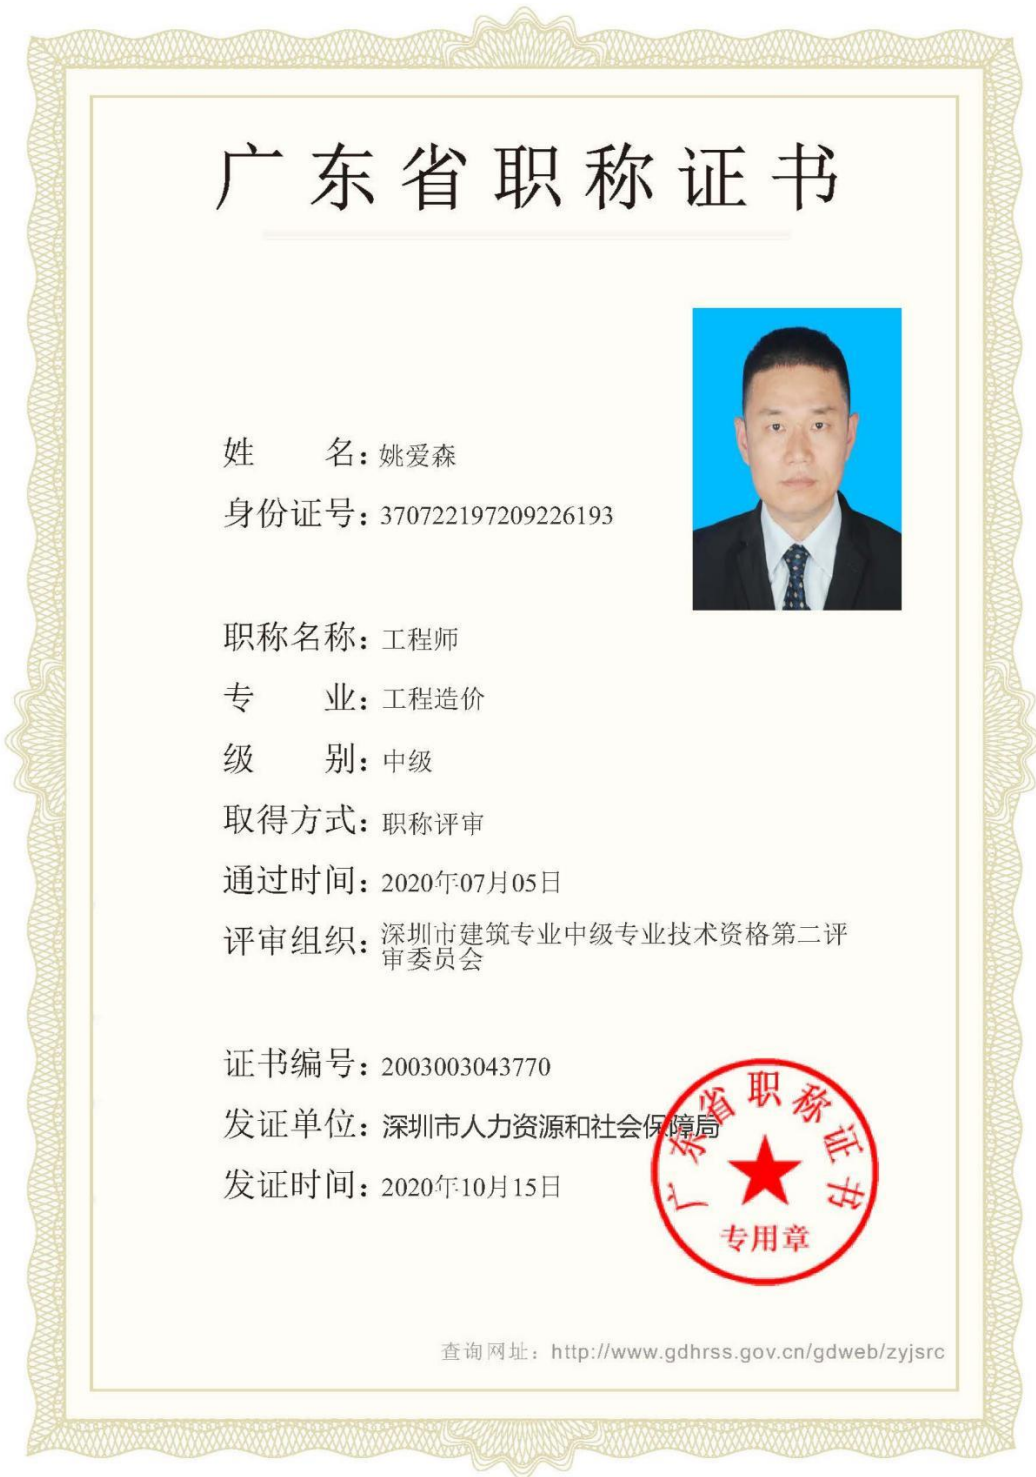 广东省职称证书
姓 名：姚爱森
身份证号：370722197209226193
职称名称：工程师
专 业：工程造价
级 别：中级
取得方式：职称评审
通过时间：2020年07月05日
评审组织：深圳市建筑专业中级专业技术资格第二评
审委员会
证书编号：2003003043770
发证单位：深圳市人力资源和社会保障局
发证时间：2020年10月15日
广东省职称证书
专用章
查询网址：http://www.gdhrss.gov.cn/gdweb/zyjsrc